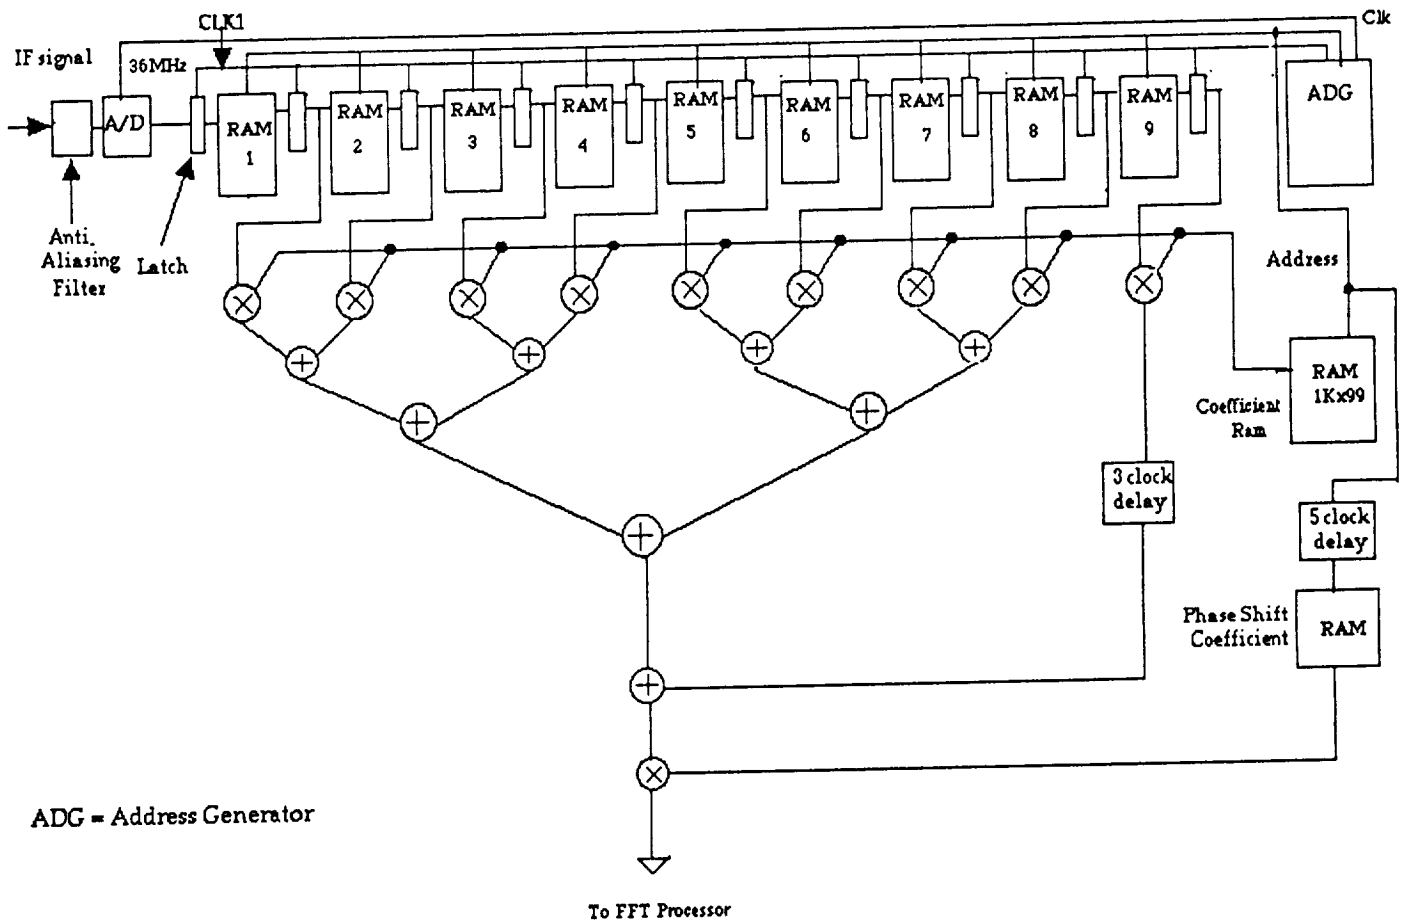 CLK1
Clk
IF signal
36MHz
A/D
RAM
1
RAM
2
RAM
3
RAM
4
RAM
5
RAM
6
RAM
7
RAM
8
RAM
9
ADG
Anti-
Aliasing
Filter
Latch
Address
RAM
1Kx99
Coefficient
Ram
3 clock
delay
5 clock
delay
Phase Shift
Coefficient
RAM
ADG = Address Generator
To FFT Processor